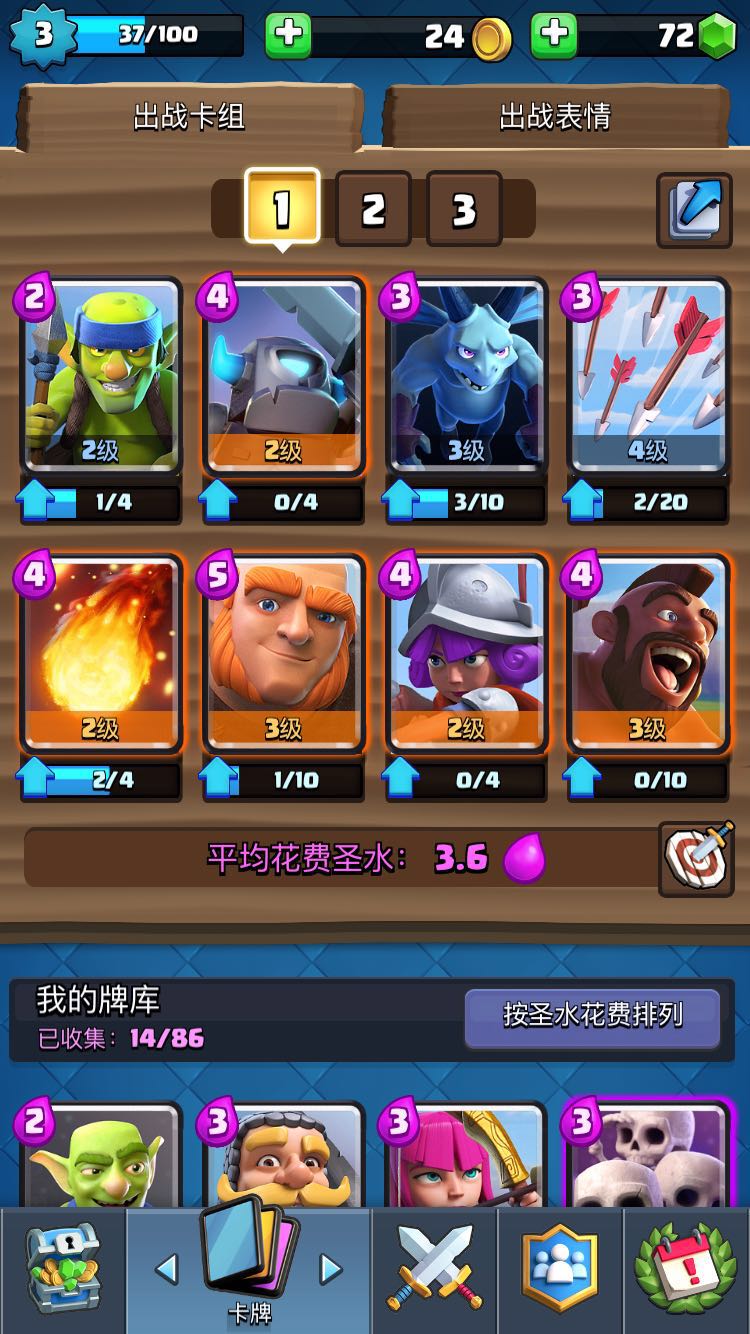 3 37/100 24 72
出战卡组 出战表情
1 2 3
2 4 3 3
2级 2级 3级 4级
1/4 0/4 3/10 2/20
4 5 4 4
2级 3级 2级 3级
2/4 1/10 0/4 0/10
平均花费圣水： 3.6
我的牌库
已收集：14/86
按圣水花费排列
2 3 3 3
卡牌